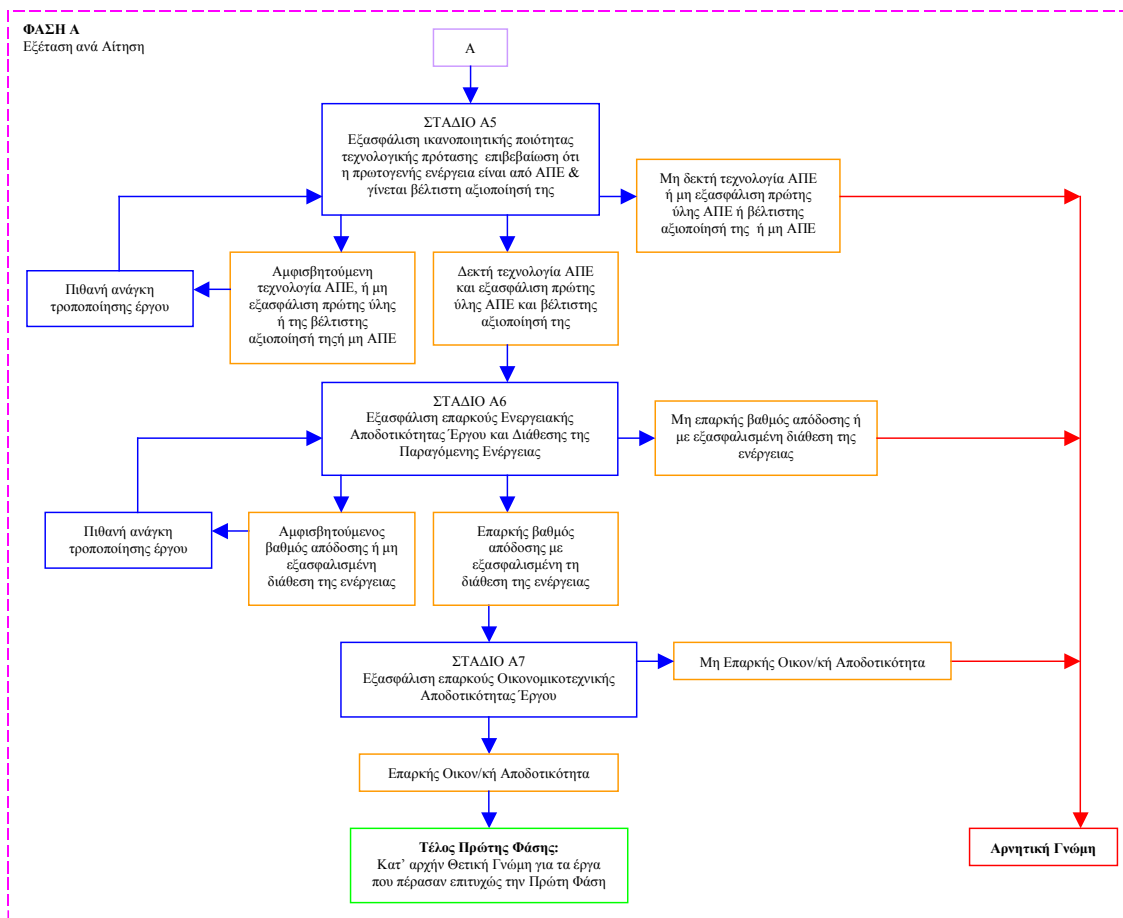 ΦΑΣΗ Α
Εξέταση ανά Αίτηση
Α
ΣΤΑΔΙΟ Α5
Εξασφάλιση ικανοποιητικής ποιότητας
τεχνολογικής πρότασης επιβεβαίωση ότι
η πρωτογενής ενέργεια είναι από ΑΠΕ &
γίνεται βέλτιστη αξιοποίησή της
Μη δεκτή τεχνολογία ΑΠΕ
ή μη εξασφάλιση πρώτης
ύλης ΑΠΕ ή βέλτιστης
αξιοποίησή της ή μη ΑΠΕ
Πιθανή ανάγκη
τροποποίησης έργου
Αμφισβητούμενη
τεχνολογία ΑΠΕ, ή μη
εξασφάλιση πρώτης ύλης
ή της βέλτιστης
αξιοποίησή τηςή μη ΑΠΕ
Δεκτή τεχνολογία ΑΠΕ
και εξασφάλιση πρώτης
ύλης ΑΠΕ και βέλτιστης
αξιοποίησή της
ΣΤΑΔΙΟ Α6
Εξασφάλιση επαρκούς Ενεργειακής
Αποδοτικότητας Έργου και Διάθεσης της
Παραγόμενης Ενέργειας
Μη επαρκής βαθμός απόδοσης ή
με εξασφαλισμένη διάθεση της
ενέργειας
Πιθανή ανάγκη
τροποποίησης έργου
Αμφισβητούμενος
βαθμός απόδοσης ή μη
εξασφαλισμένη
διάθεση της ενέργειας
Επαρκής βαθμός
απόδοσης με
εξασφαλισμένη τη
διάθεση της ενέργειας
ΣΤΑΔΙΟ Α7
Εξασφάλιση επαρκούς Οικονομικοτεχνικής
Αποδοτικότητας Έργου
Μη Επαρκής Οικον/κή Αποδοτικότητα
Επαρκής Οικον/κή Αποδοτικότητα
Τέλος Πρώτης Φάσης:
Κατ’ αρχήν Θετική Γνώμη για τα έργα
που πέρασαν επιτυχώς την Πρώτη Φάση
Αρνητική Γνώμη